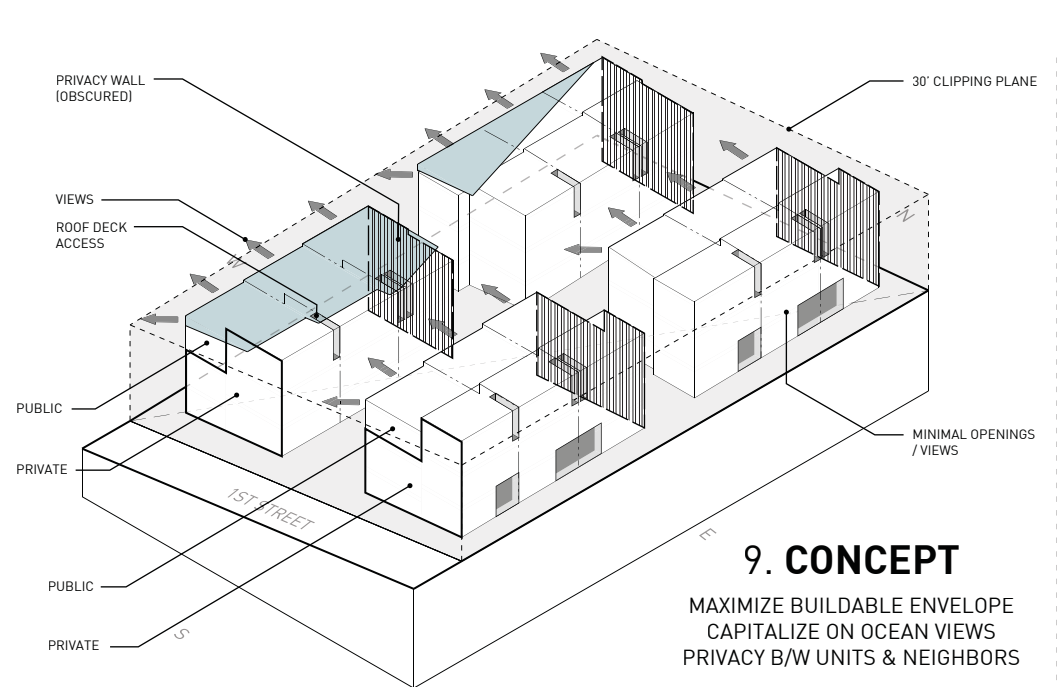 PRIVACY WALL
(OBSCURED)
30' CLIPPING PLANE
VIEWS
ROOF DECK
ACCESS
N
W
PUBLIC
PRIVATE
MINIMAL OPENINGS
/ VIEWS
1ST STREET
E
PUBLIC
S
PRIVATE
9. CONCEPT
MAXIMIZE BUILDABLE ENVELOPE
CAPITALIZE ON OCEAN VIEWS
PRIVACY B/W UNITS & NEIGHBORS